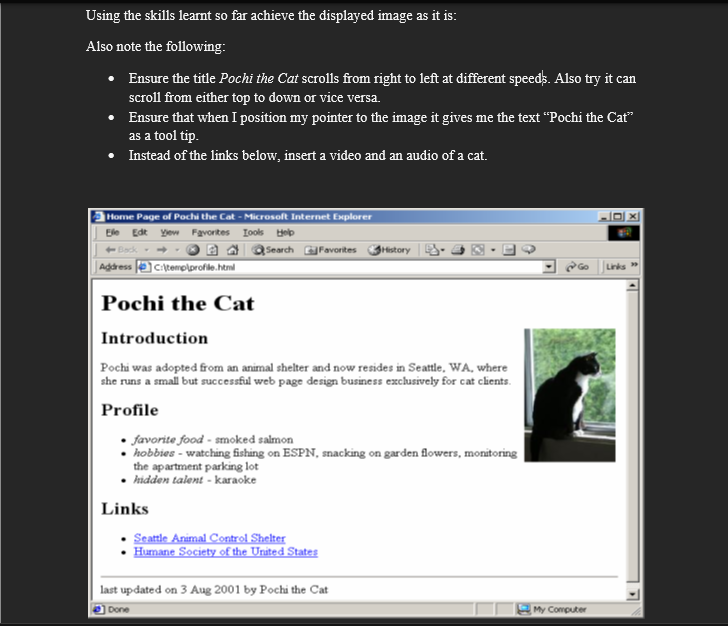 Using the skills learnt so far achieve the displayed image as it is:
Also note the following:
• Ensure the title Pochi the Cat scrolls from right to left at different speeds. Also try it can
scroll from either top to down or vice versa.
• Ensure that when I position my pointer to the image it gives me the text “Pochi the Cat”
as a tool tip.
• Instead of the links below, insert a video and an audio of a cat.
Home Page of Pochi the Cat - Microsoft Internet Explorer
File Edit View Favorites Tools Help
Back Search Favorites History
Address C:\temp\profile.html Go Links »
Pochi the Cat
Introduction
Pochi was adopted from an animal shelter and now resides in Seattle, WA, where
she runs a small but successful web page design business exclusively for cat clients.
Profile
• favorite food - smoked salmon
• hobbies - watching fishing on ESPN, snacking on garden flowers, monitoring
the apartment parking lot
• hidden talent - karaoke
Links
• Seattle Animal Control Shelter
• Humane Society of the United States
last updated on 3 Aug 2001 by Pochi the Cat
Done My Computer